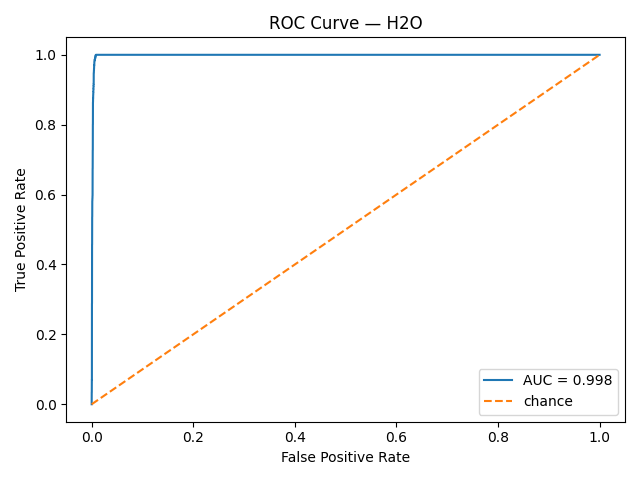 ROC Curve — H2O
1.0
0.8
0.6
0.4
0.2
0.0
True Positive Rate
0.0 0.2 0.4 0.6 0.8 1.0
False Positive Rate
AUC = 0.998
chance